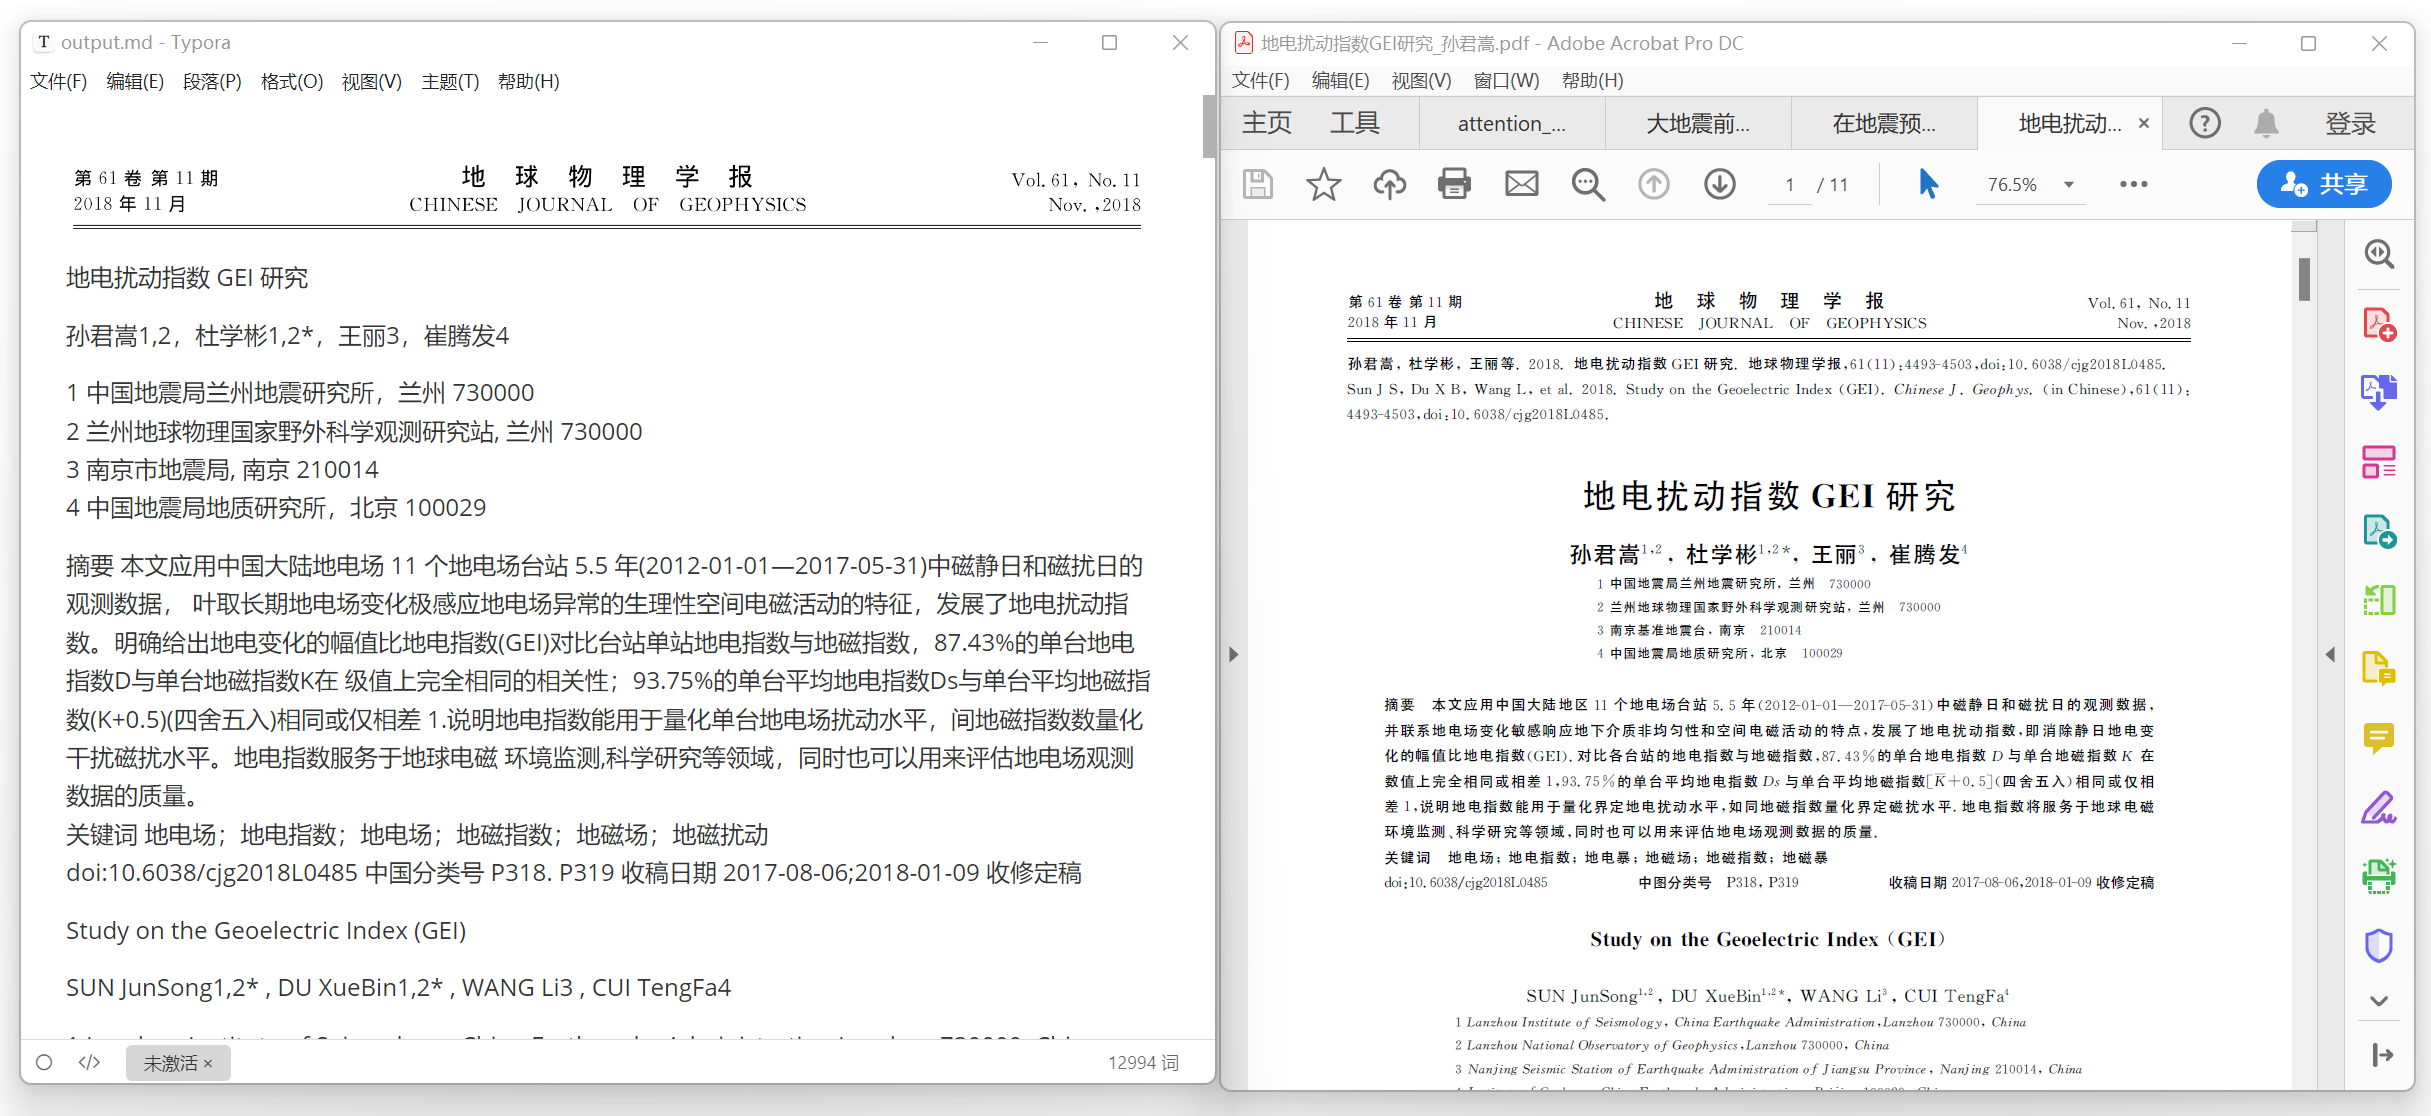 output.md - Typora
文件(F) 编辑(E) 段落(P) 格式(O) 视图(V) 主题(T) 帮助(H)
第 61 卷 第 11 期
2018 年 11 月
地 球 物 理 学 报
CHINESE JOURNAL OF GEOPHYSICS
Vol. 61, No. 11
Nov. ,2018
地电扰动指数 GEI 研究
孙君嵩1,2，杜学彬1,2*，王丽3，崔腾发4
1 中国地震局兰州地震研究所，兰州 730000
2 兰州地球物理国家野外科学观测研究站, 兰州 730000
3 南京市地震局, 南京 210014
4 中国地震局地质研究所，北京 100029
摘要 本文应用中国大陆地电场 11 个地电场台站 5.5 年(2012-01-01—2017-05-31)中磁静日和磁扰日的
观测数据， 叶取长期地电场变化极感应地电场异常的生理性空间电磁活动的特征，发展了地电扰动指
数。明确给出地电变化的幅值比地电指数(GEI)对比台站单站地电指数与地磁指数，87.43%的单台地电
指数D与单台地磁指数K在 级值上完全相同的相关性；93.75%的单台平均地电指数Ds与单台平均地磁指
数(K+0.5)(四舍五入)相同或仅相差 1.说明地电指数能用于量化单台地电场扰动水平，间地磁指数数量化
干扰磁扰水平。地电指数服务于地球电磁 环境监测,科学研究等领域，同时也可以用来评估地电场观测
数据的质量。
关键词 地电场；地电指数；地电场；地磁指数；地磁场；地磁扰动
doi:10.6038/cjg2018L0485 中国分类号 P318. P319 收稿日期 2017-08-06;2018-01-09 收修定稿
Study on the Geoelectric Index (GEI)
SUN JunSong1,2* , DU XueBin1,2* , WANG Li3 , CUI TengFa4
未激活 ×
12994 词
地电扰动指数GEI研究_孙君嵩.pdf - Adobe Acrobat Pro DC
文件(F) 编辑(E) 视图(V) 窗口(W) 帮助(H)
主页 工具 attention_... 大地震前... 在地震预... 地电扰动... × 登录
1 / 11 76.5% 共享
第 61 卷 第 11 期
2018 年 11 月
地 球 物 理 学 报
CHINESE JOURNAL OF GEOPHYSICS
Vol. 61, No. 11
Nov. ,2018
孙君嵩, 杜学彬, 王丽等. 2018. 地电扰动指数 GEI 研究. 地球物理学报,61(11):4493-4503,doi:10.6038/cjg2018L0485.
Sun J S, Du X B, Wang L, et al. 2018. Study on the Geoelectric Index (GEI). Chinese J. Geophys. (in Chinese),61(11):
4493-4503,doi:10.6038/cjg2018L0485.
地电扰动指数 GEI 研究
孙君嵩1,2, 杜学彬1,2*, 王丽3, 崔腾发4
1 中国地震局兰州地震研究所, 兰州 730000
2 兰州地球物理国家野外科学观测研究站, 兰州 730000
3 南京基准地震台, 南京 210014
4 中国地震局地质研究所, 北京 100029
摘要 本文应用中国大陆地区 11 个地电场台站 5.5 年(2012-01-01—2017-05-31)中磁静日和磁扰日的观测数据,
并联系地电场变化敏感响应地下介质非均匀性和空间电磁活动的特点,发展了地电扰动指数,即消除静日地电变
化的幅值比地电指数(GEI).对比各台站的地电指数与地磁指数,87.43%的单台地电指数 D 与单台地磁指数 K 在
数值上完全相同或相差 1,93.75%的单台平均地电指数 Ds 与单台平均地磁指数[K̄+0.5](四舍五入)相同或仅相
差 1,说明地电指数能用于量化界定地电扰动水平,如同地磁指数量化界定磁扰水平.地电指数将服务于地球电磁
环境监测、科学研究等领域,同时也可以用来评估地电场观测数据的质量.
关键词 地电场; 地电指数; 地电暴; 地磁场; 地磁指数; 地磁暴
doi:10.6038/cjg2018L0485 中图分类号 P318, P319 收稿日期 2017-08-06,2018-01-09 收修定稿
Study on the Geoelectric Index (GEI)
SUN JunSong1,2, DU XueBin1,2*, WANG Li3, CUI TengFa4
1 Lanzhou Institute of Seismology, China Earthquake Administration,Lanzhou 730000, China
2 Lanzhou National Observatory of Geophysics,Lanzhou 730000, China
3 Nanjing Seismic Station of Earthquake Administration of Jiangsu Province, Nanjing 210014, China